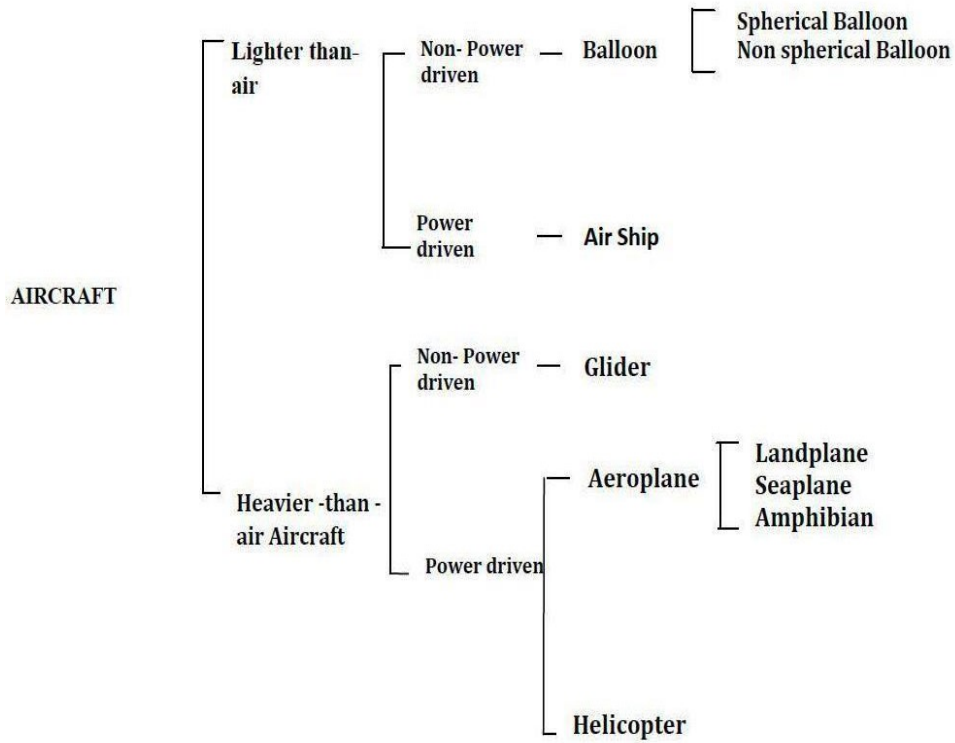 Spherical Balloon
Non spherical Balloon
Lighter than-
air
Non- Power
driven
Balloon
Power
driven
Air Ship
AIRCRAFT
Non- Power
driven
Glider
Aeroplane
Landplane
Seaplane
Amphibian
Heavier -than -
air Aircraft
Power driven
Helicopter